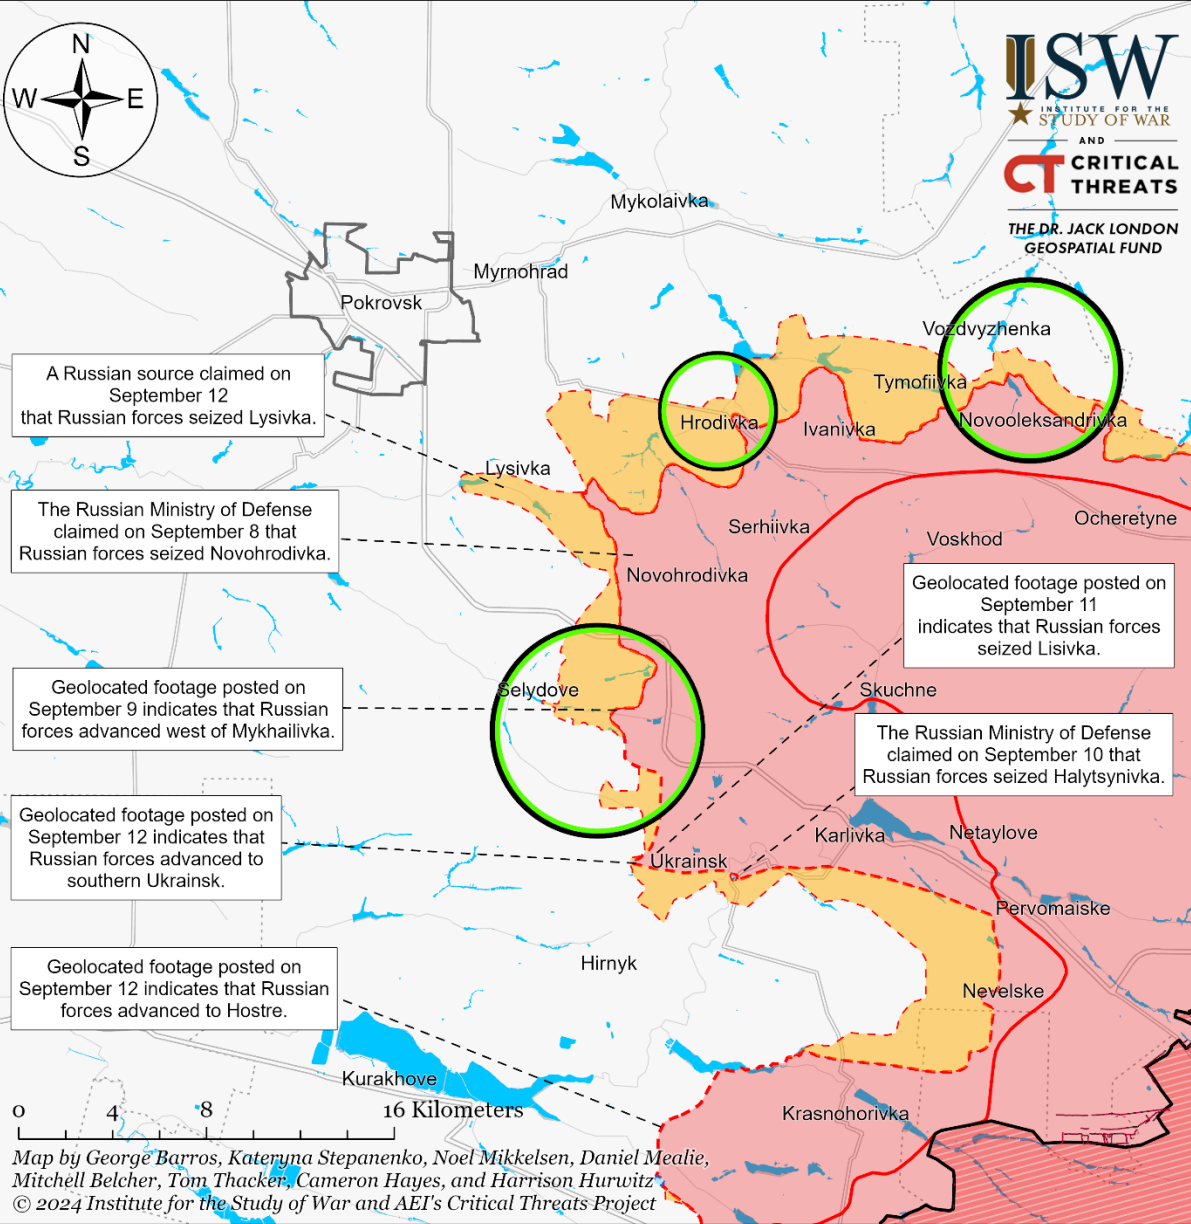 N
W E
S
ISW
INSTITUTE FOR THE
STUDY OF WAR
AND
CT CRITICAL
THREATS
THE DR. JACK LONDON
GEOSPATIAL FUND
Mykolaivka
Myrnohrad
Pokrovsk
Vozdvyzhenka
A Russian source claimed on
September 12
that Russian forces seized Lysivka.
Tymofiivka
Hrodivka
Ivanivka
Novooleksandrivka
Lysivka
The Russian Ministry of Defense
claimed on September 8 that
Russian forces seized Novohrodivka.
Serhiivka
Ocheretyne
Voskhod
Novohrodivka
Geolocated footage posted on
September 11
indicates that Russian forces
seized Lisivka.
Geolocated footage posted on
September 9 indicates that Russian
forces advanced west of Mykhailivka.
Selydove
Skuchne
The Russian Ministry of Defense
claimed on September 10 that
Russian forces seized Halytsynivka.
Geolocated footage posted on
September 12 indicates that
Russian forces advanced to
southern Ukrainsk.
Karlivka
Netaylove
Ukrainsk
Pervomaiske
Hirnyk
Nevelske
Geolocated footage posted on
September 12 indicates that Russian
forces advanced to Hostre.
Kurakhove
Krasnohorivka
0 4 8 16 Kilometers
Map by George Barros, Kateryna Stepanenko, Noel Mikkelsen, Daniel Mealie,
Mitchell Belcher, Tom Thacker, Cameron Hayes, and Harrison Hurwitz
© 2024 Institute for the Study of War and AEI's Critical Threats Project